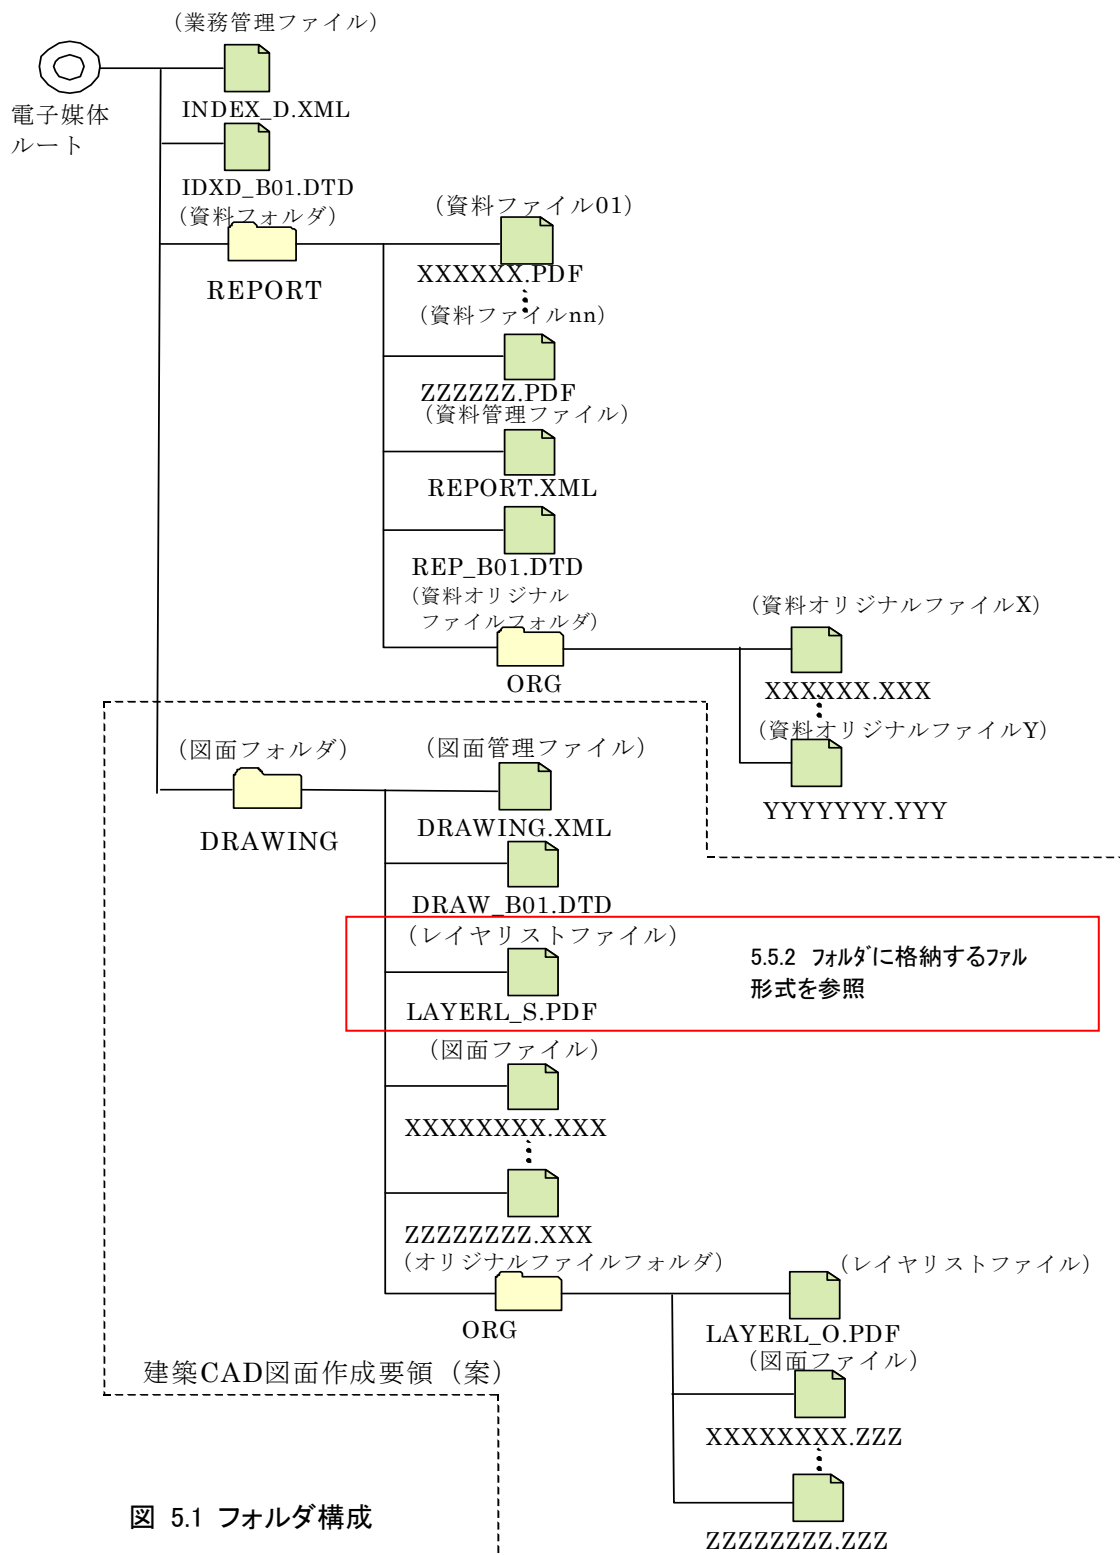 (業務管理ファイル)
電子媒体
ルート
INDEX_D.XML
IDXD_B01.DTD
(資料フォルダ)
REPORT
(資料ファイル01)
XXXXXX.PDF
(資料ファイルnn)
ZZZZZZ.PDF
(資料管理ファイル)
REPORT.XML
REP_B01.DTD
(資料オリジナル
ファイルフォルダ)
ORG
(資料オリジナルファイルX)
XXXXXX.XXX
(資料オリジナルファイルY)
YYYYYYY.YYY
(図面フォルダ)
DRAWING
(図面管理ファイル)
DRAWING.XML
DRAW_B01.DTD
(レイヤリストファイル)
LAYERL_S.PDF
5.5.2 フォルダに格納するファル
形式を参照
(図面ファイル)
XXXXXXXX.XXX
ZZZZZZZZ.XXX
(オリジナルファイルフォルダ)
ORG
(レイヤリストファイル)
LAYERL_O.PDF
(図面ファイル)
XXXXXXXX.ZZZ
ZZZZZZZZ.ZZZ
建築CAD図面作成要領(案)
図 5.1 フォルダ構成